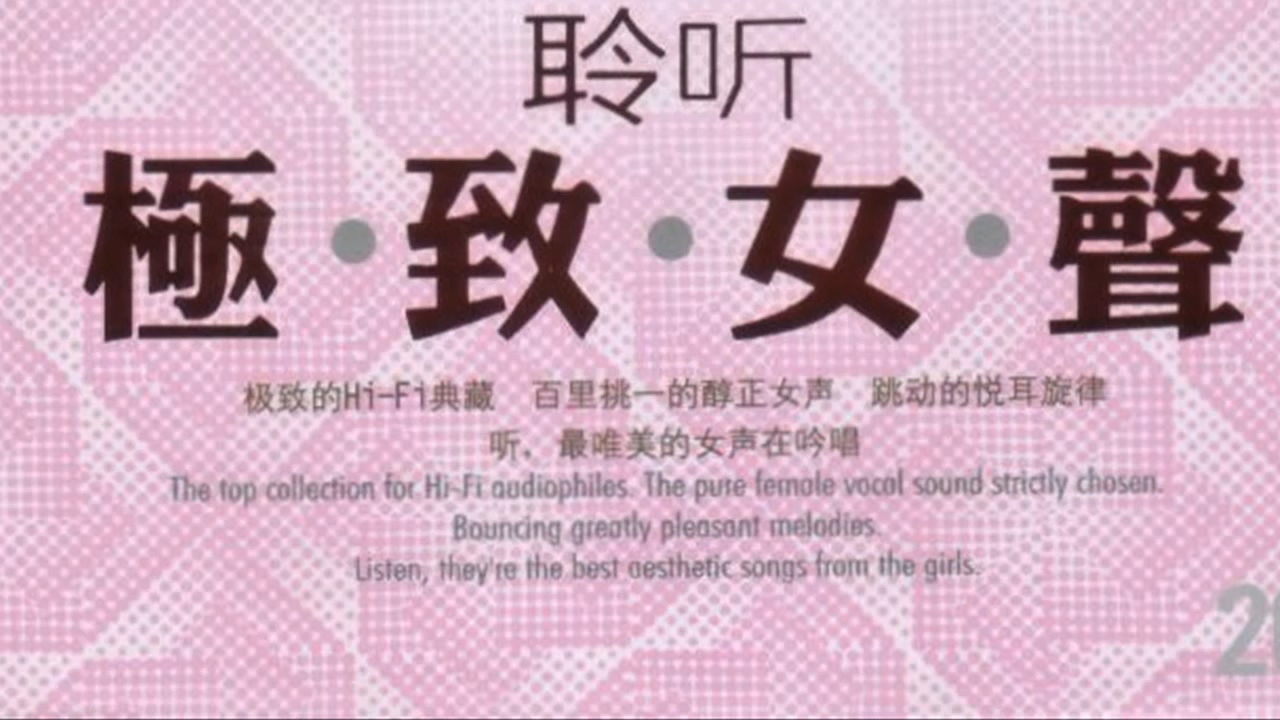 聆听
極·致·女·聲
极致的Hi-Fi典藏 百里挑一的醇正女声 跳动的悦耳旋律
听，最唯美的女声在吟唱
The top collection for Hi-Fi audiophiles. The pure female vocal sound strictly chosen.
Bouncing greatly pleasant melodies.
Listen, they're the best aesthetic songs from the girls.